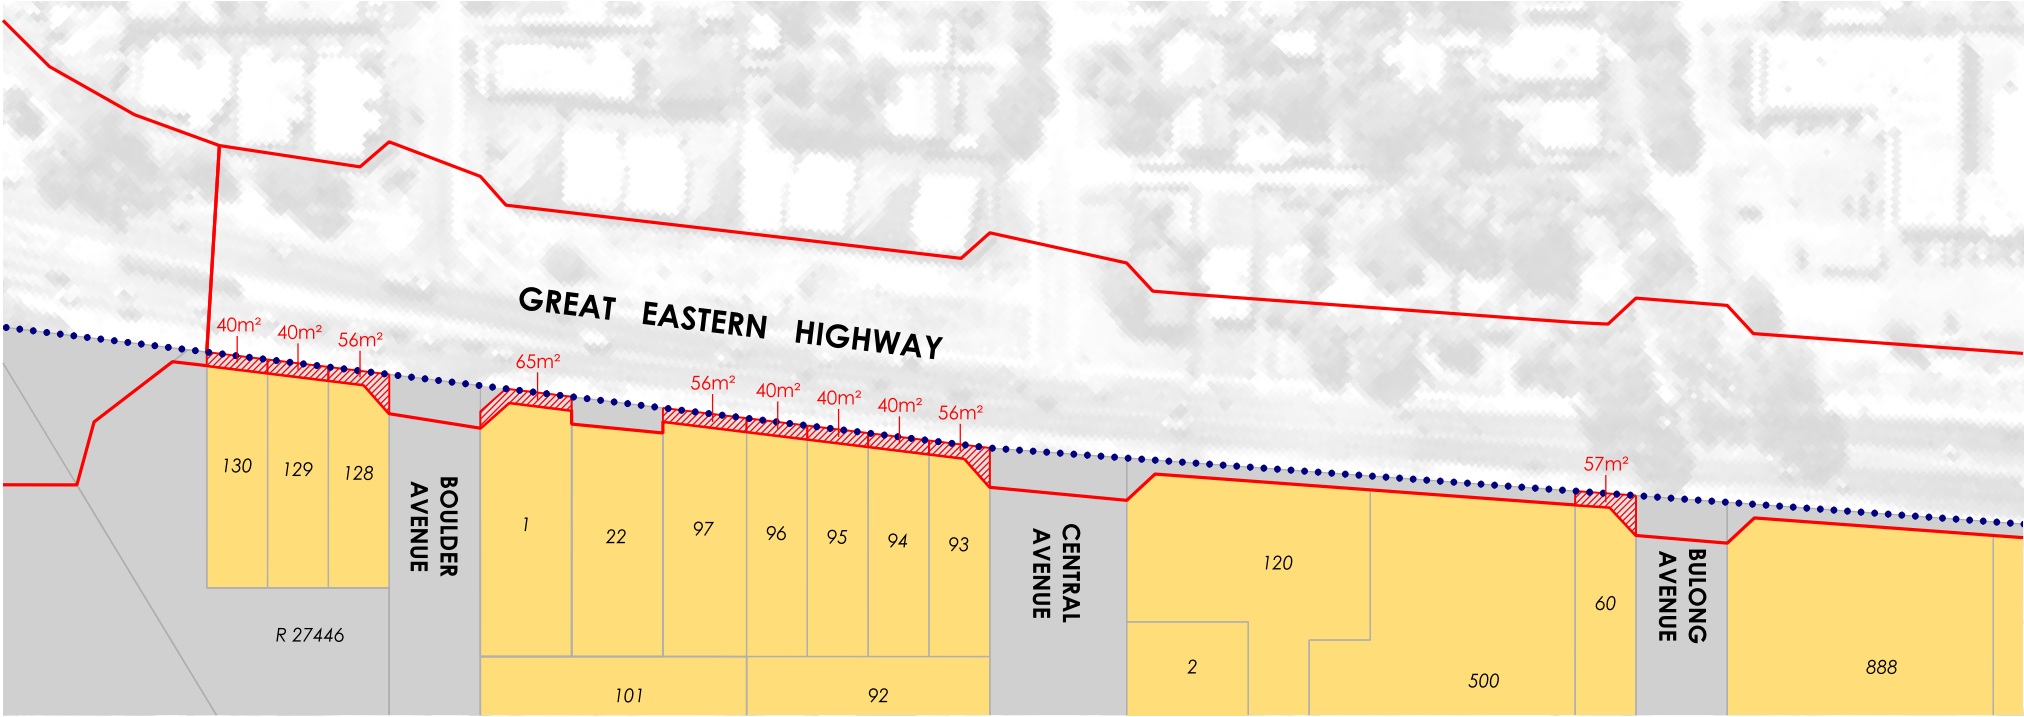 GREAT EASTERN HIGHWAY
40m²
40m²
56m²
65m²
56m²
40m²
40m²
40m²
56m²
57m²
130
129
128
BOULDER
AVENUE
1
22
97
96
95
94
93
CENTRAL
AVENUE
120
60
BULONG
AVENUE
R 27446
101
92
2
500
888